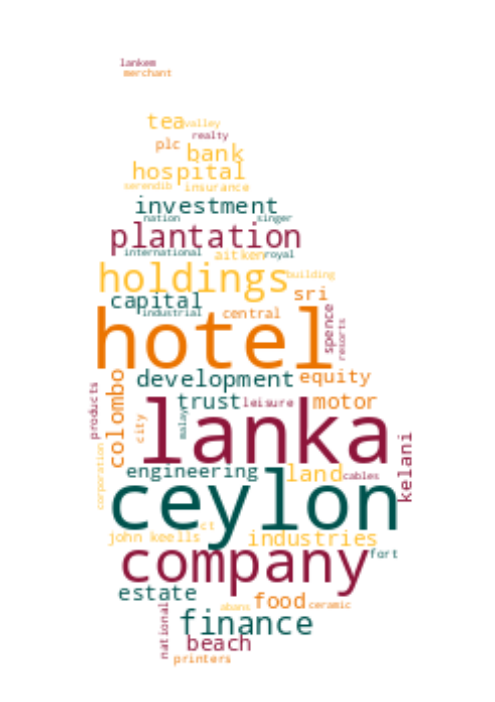 lankem
merchant
tea valley
realty
plc bank
hospital
serendib insurance
investment
nation singer
plantation
international aitken royal
holdings building
capital sri
industrial central
hotel
spence
resorts
development equity
colombo
products
trust leisure motor
city
malay
lanka
kelani
engineering land cables
corporation
ceylon
ct
john keells industries
company fort
estate
abans food ceramic
national
finance
beach
printers